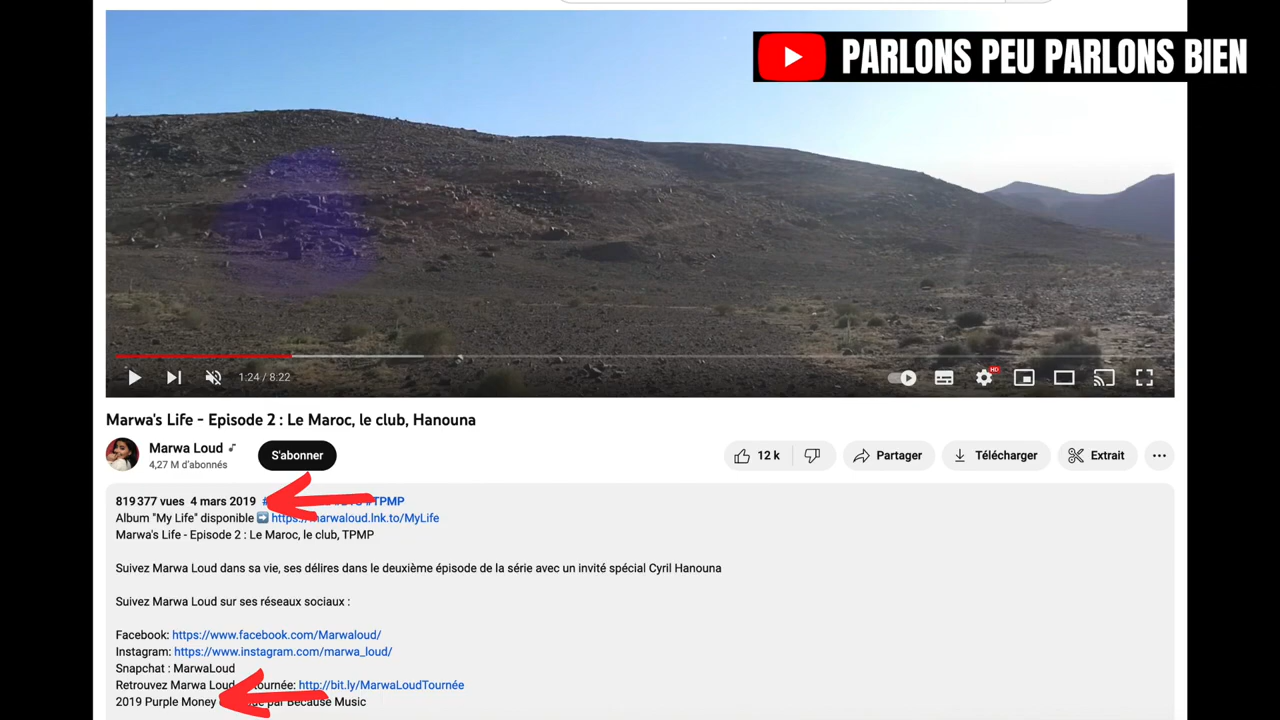 PARLONS PEU PARLONS BIEN
1:24 / 8:22
HD
Marwa's Life - Episode 2 : Le Maroc, le club, Hanouna
Marwa Loud
4,27 M d'abonnés
S'abonner
12 k
Partager
Télécharger
Extrait
819 377 vues 4 mars 2019 #TPMP
Album "My Life" disponible ➡ https://marwaloud.lnk.to/MyLife
Marwa's Life - Episode 2 : Le Maroc, le club, TPMP
Suivez Marwa Loud dans sa vie, ses délires dans le deuxième épisode de la série avec un invité spécial Cyril Hanouna
Suivez Marwa Loud sur ses réseaux sociaux :
Facebook: https://www.facebook.com/Marwaloud/
Instagram: https://www.instagram.com/marwa_loud/
Snapchat : MarwaLoud
Retrouvez Marwa Loud tournée: http://bit.ly/MarwaLoudTournée
2019 Purple Money par Because Music